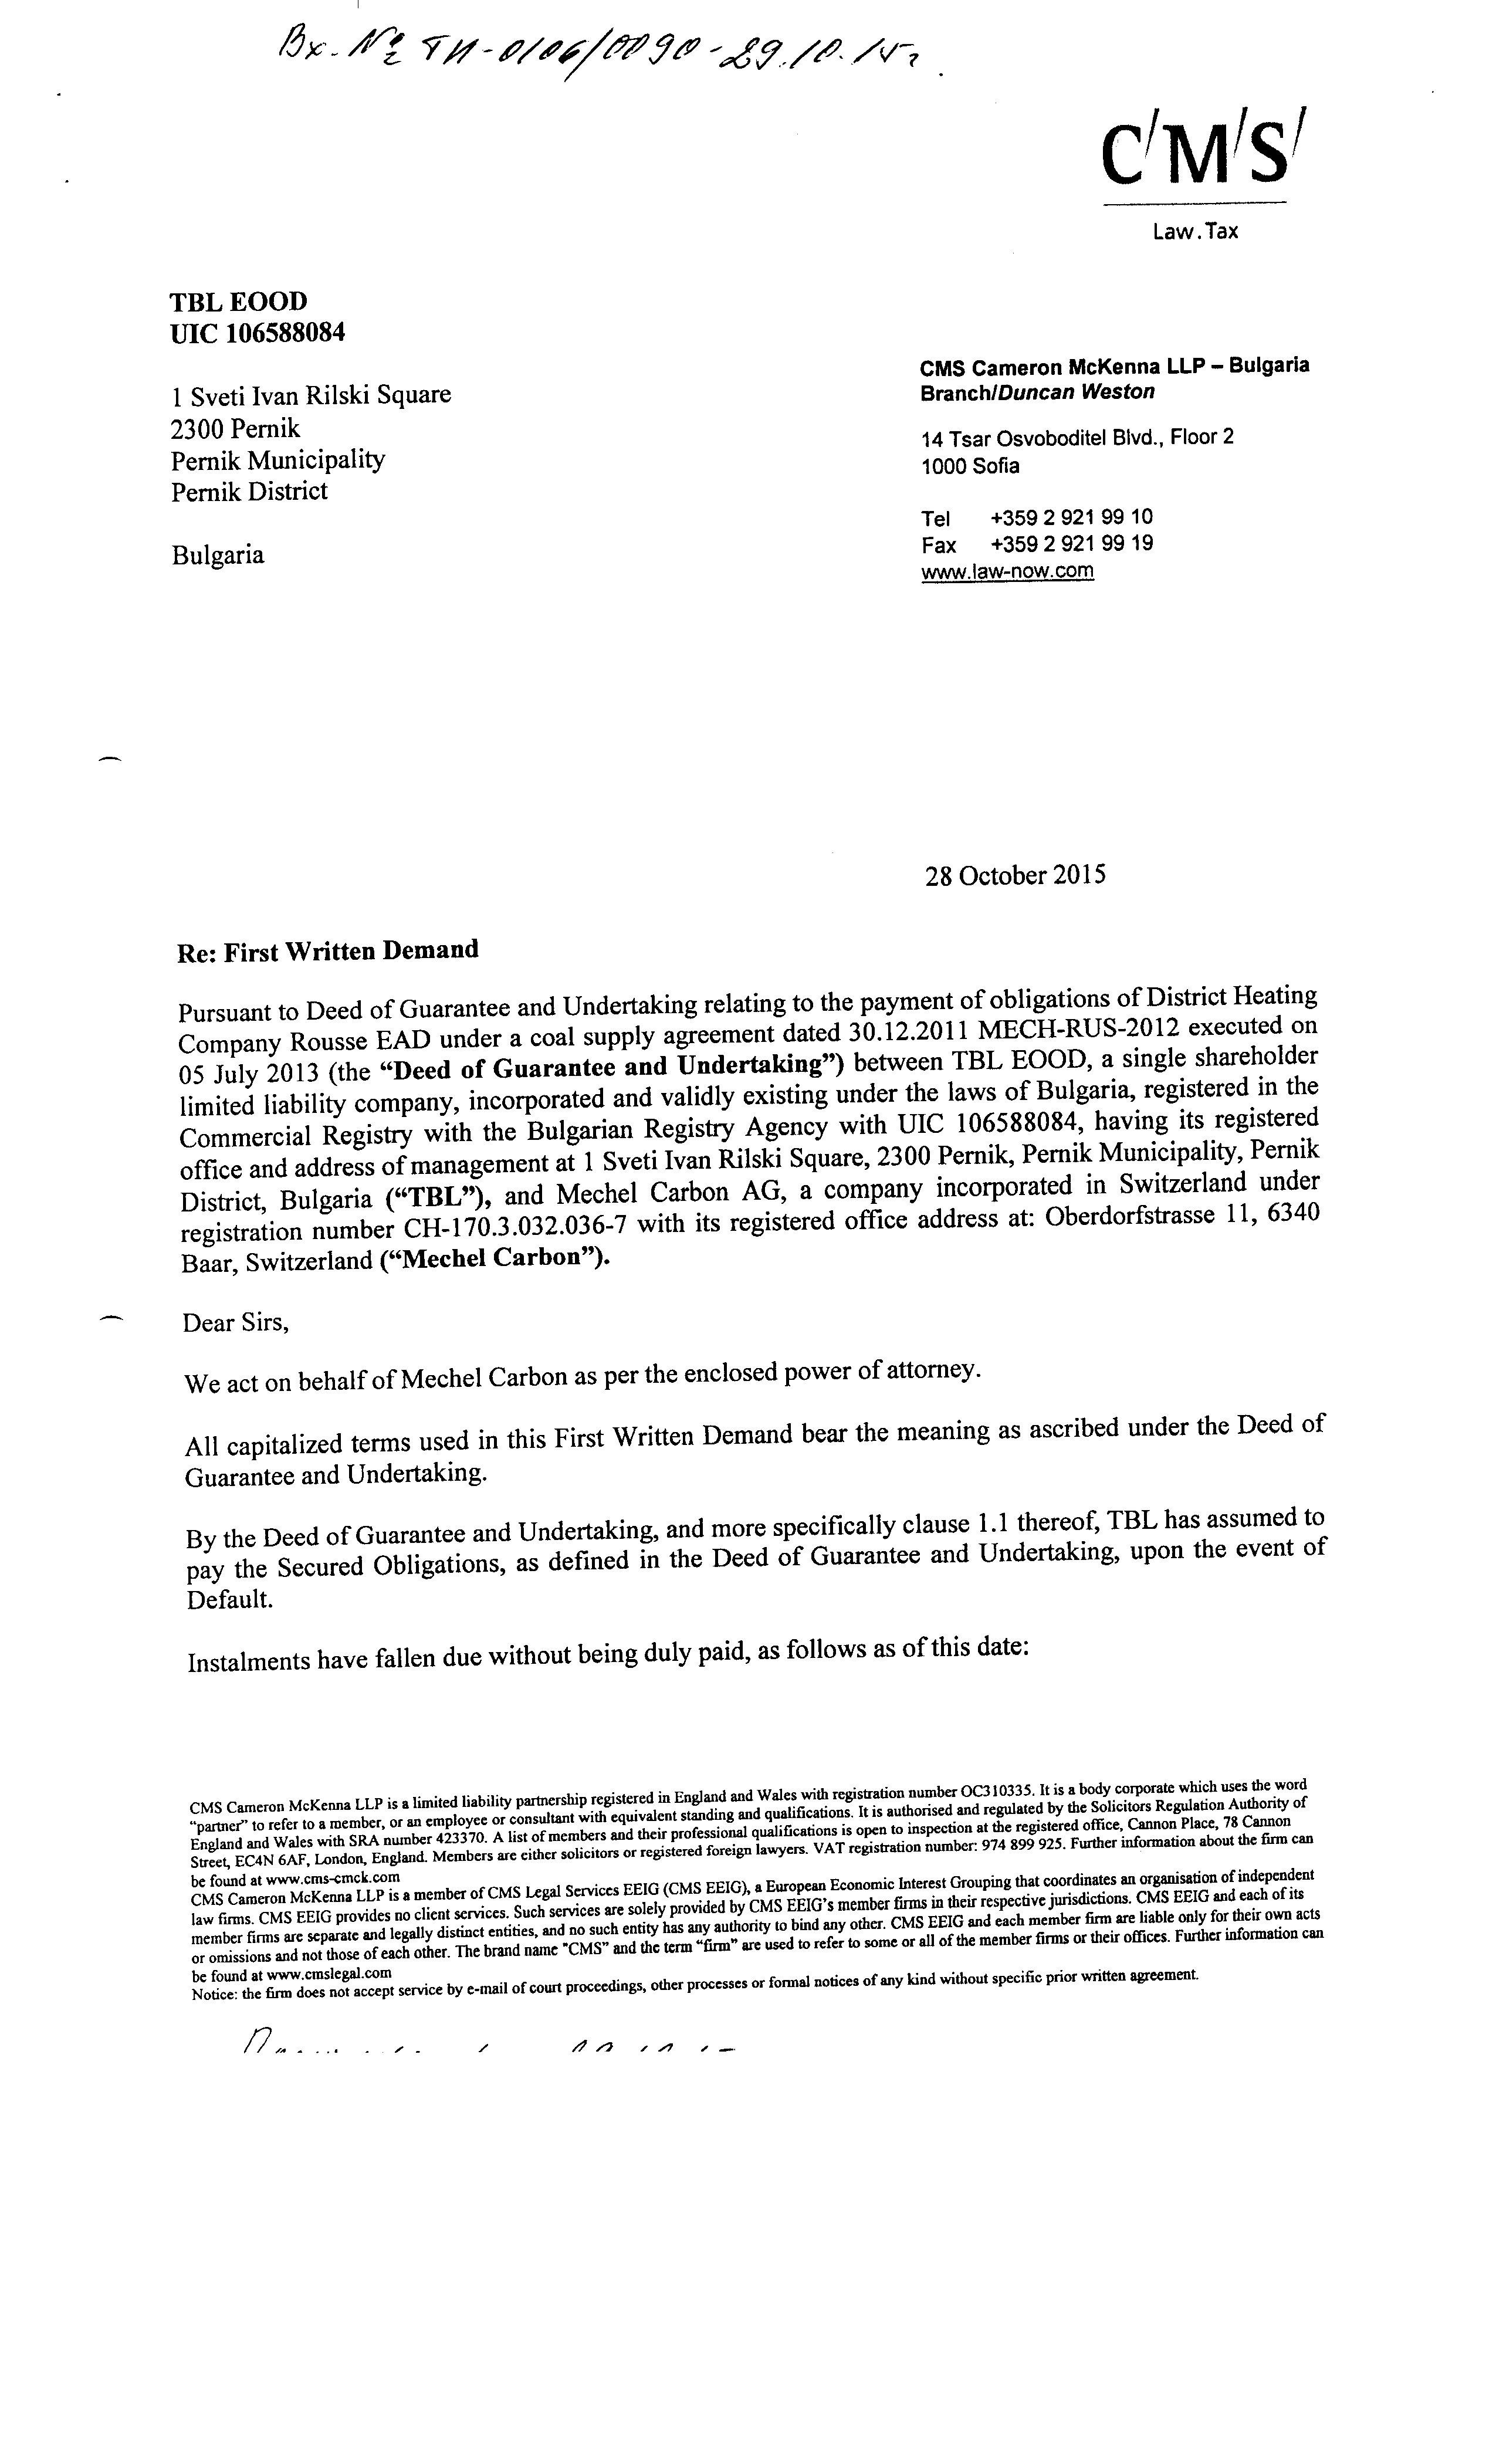 Вх. № ТИ-0106/0090-29.10.15г.
C/M/S/
Law.Tax
TBL EOOD
UIC 106588084
1 Sveti Ivan Rilski Square
2300 Pernik
Pernik Municipality
Pernik District
Bulgaria
CMS Cameron McKenna LLP – Bulgaria
Branch/Duncan Weston
14 Tsar Osvoboditel Blvd., Floor 2
1000 Sofia
Tel +359 2 921 99 10
Fax +359 2 921 99 19
www.law-now.com
28 October 2015
Re: First Written Demand
Pursuant to Deed of Guarantee and Undertaking relating to the payment of obligations of District Heating
Company Rousse EAD under a coal supply agreement dated 30.12.2011 MECH-RUS-2012 executed on
05 July 2013 (the “Deed of Guarantee and Undertaking”) between TBL EOOD, a single shareholder
limited liability company, incorporated and validly existing under the laws of Bulgaria, registered in the
Commercial Registry with the Bulgarian Registry Agency with UIC 106588084, having its registered
office and address of management at 1 Sveti Ivan Rilski Square, 2300 Pernik, Pernik Municipality, Pernik
District, Bulgaria (“TBL”), and Mechel Carbon AG, a company incorporated in Switzerland under
registration number CH-170.3.032.036-7 with its registered office address at: Oberdorfstrasse 11, 6340
Baar, Switzerland (“Mechel Carbon”).
Dear Sirs,
We act on behalf of Mechel Carbon as per the enclosed power of attorney.
All capitalized terms used in this First Written Demand bear the meaning as ascribed under the Deed of
Guarantee and Undertaking.
By the Deed of Guarantee and Undertaking, and more specifically clause 1.1 thereof, TBL has assumed to
pay the Secured Obligations, as defined in the Deed of Guarantee and Undertaking, upon the event of
Default.
Instalments have fallen due without being duly paid, as follows as of this date:
CMS Cameron McKenna LLP is a limited liability partnership registered in England and Wales with registration number OC310335. It is a body corporate which uses the word
“partner” to refer to a member, or an employee or consultant with equivalent standing and qualifications. It is authorised and regulated by the Solicitors Regulation Authority of
England and Wales with SRA number 423370. A list of members and their professional qualifications is open to inspection at the registered office, Cannon Place, 78 Cannon
Street, EC4N 6AF, London, England. Members are either solicitors or registered foreign lawyers. VAT registration number: 974 899 925. Further information about the firm can
be found at www.cms-cmck.com
CMS Cameron McKenna LLP is a member of CMS Legal Services EEIG (CMS EEIG), a European Economic Interest Grouping that coordinates an organisation of independent
law firms. CMS EEIG provides no client services. Such services are solely provided by CMS EEIG's member firms in their respective jurisdictions. CMS EEIG and each of its
member firms are separate and legally distinct entities, and no such entity has any authority to bind any other. CMS EEIG and each member firm are liable only for their own acts
or omissions and not those of each other. The brand name "CMS" and the term “firm” are used to refer to some or all of the member firms or their offices. Further information can
be found at www.cmslegal.com
Notice: the firm does not accept service by e-mail of court proceedings, other processes or formal notices of any kind without specific prior written agreement.